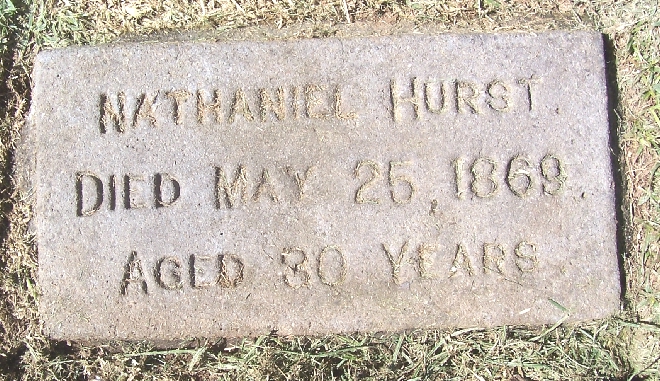 NATHANIEL HURST
DIED MAY 25, 1869
AGED 30 YEARS